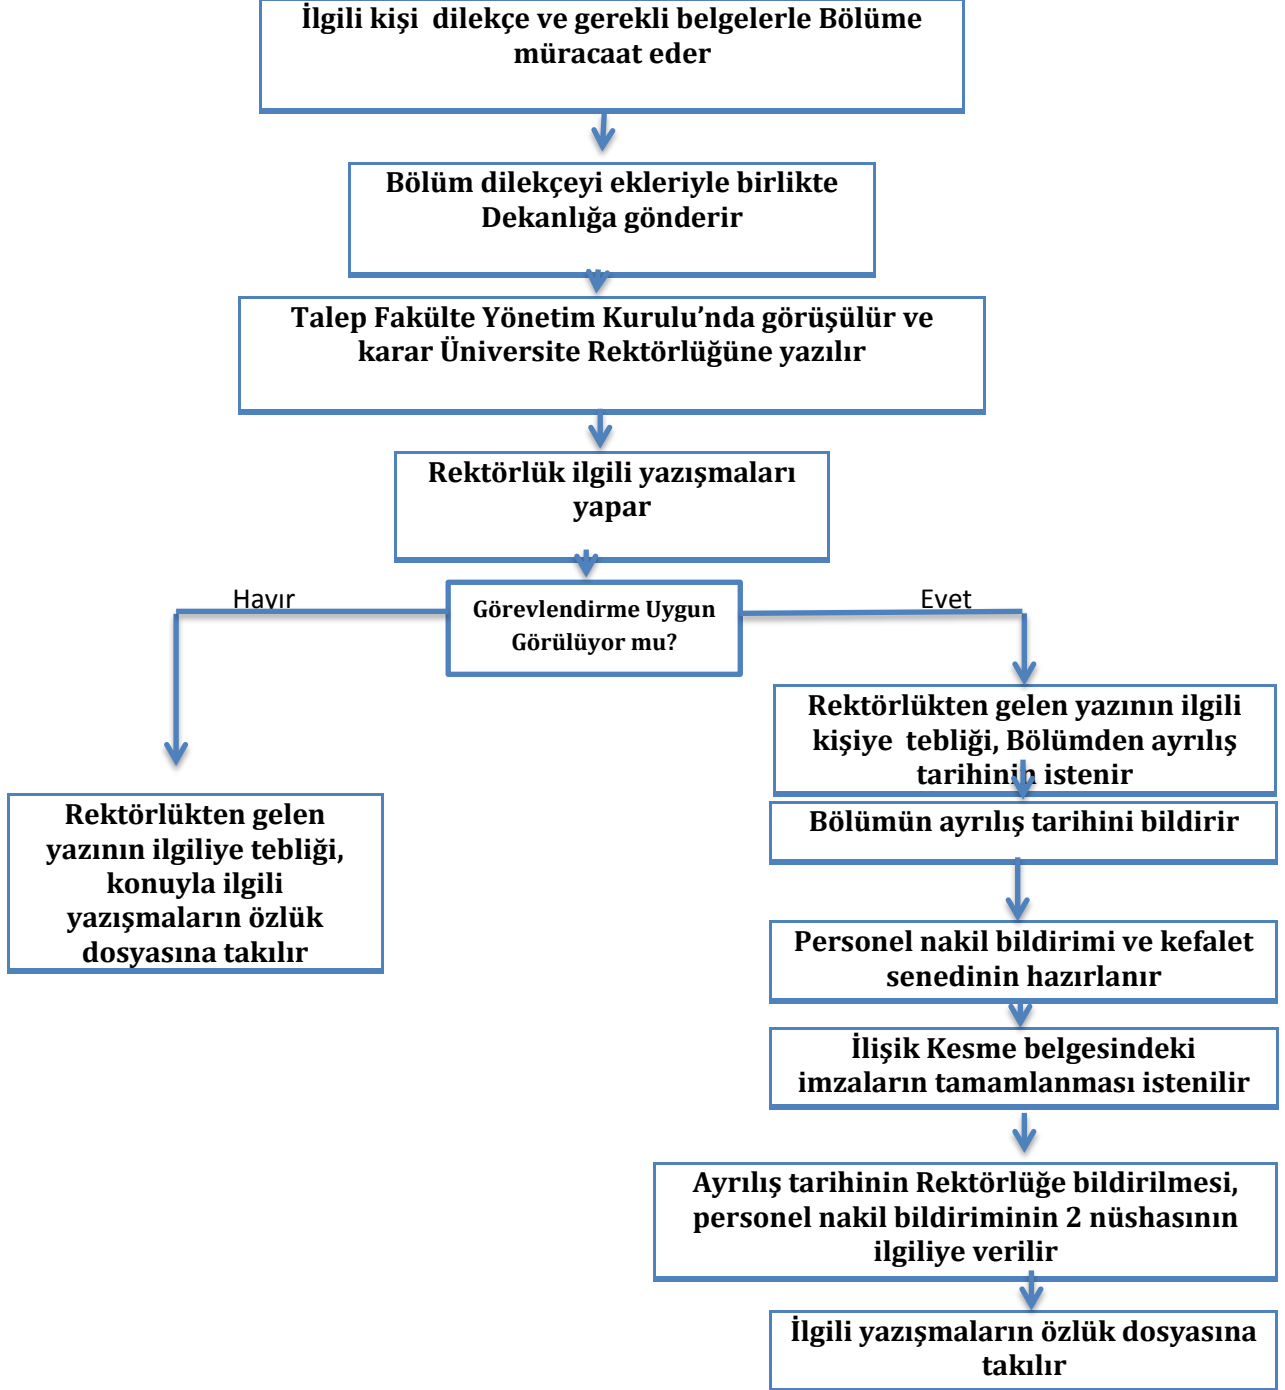 İlgili kişi  dilekçe ve gerekli belgelerle Bölüme
müracaat eder
Bölüm dilekçeyi ekleriyle birlikte
Dekanlığa gönderir
Talep Fakülte Yönetim Kurulu’nda görüşülür ve
karar Üniversite Rektörlüğüne yazılır
Rektörlük ilgili yazışmaları
yapar
Görevlendirme Uygun
Görülüyor mu?
Hayır
Evet
Rektörlükten gelen
yazının ilgiliye tebliği,
konuyla ilgili
yazışmaların özlük
dosyasına takılır
Rektörlükten gelen yazının ilgili
kişiye  tebliği, Bölümden ayrılış
tarihinin istenir
Bölümün ayrılış tarihini bildirir
Personel nakil bildirimi ve kefalet
senedinin hazırlanır
İlişik Kesme belgesindeki
imzaların tamamlanması istenilir
Ayrılış tarihinin Rektörlüğe bildirilmesi,
personel nakil bildiriminin 2 nüshasının
ilgiliye verilir
İlgili yazışmaların özlük dosyasına
takılır